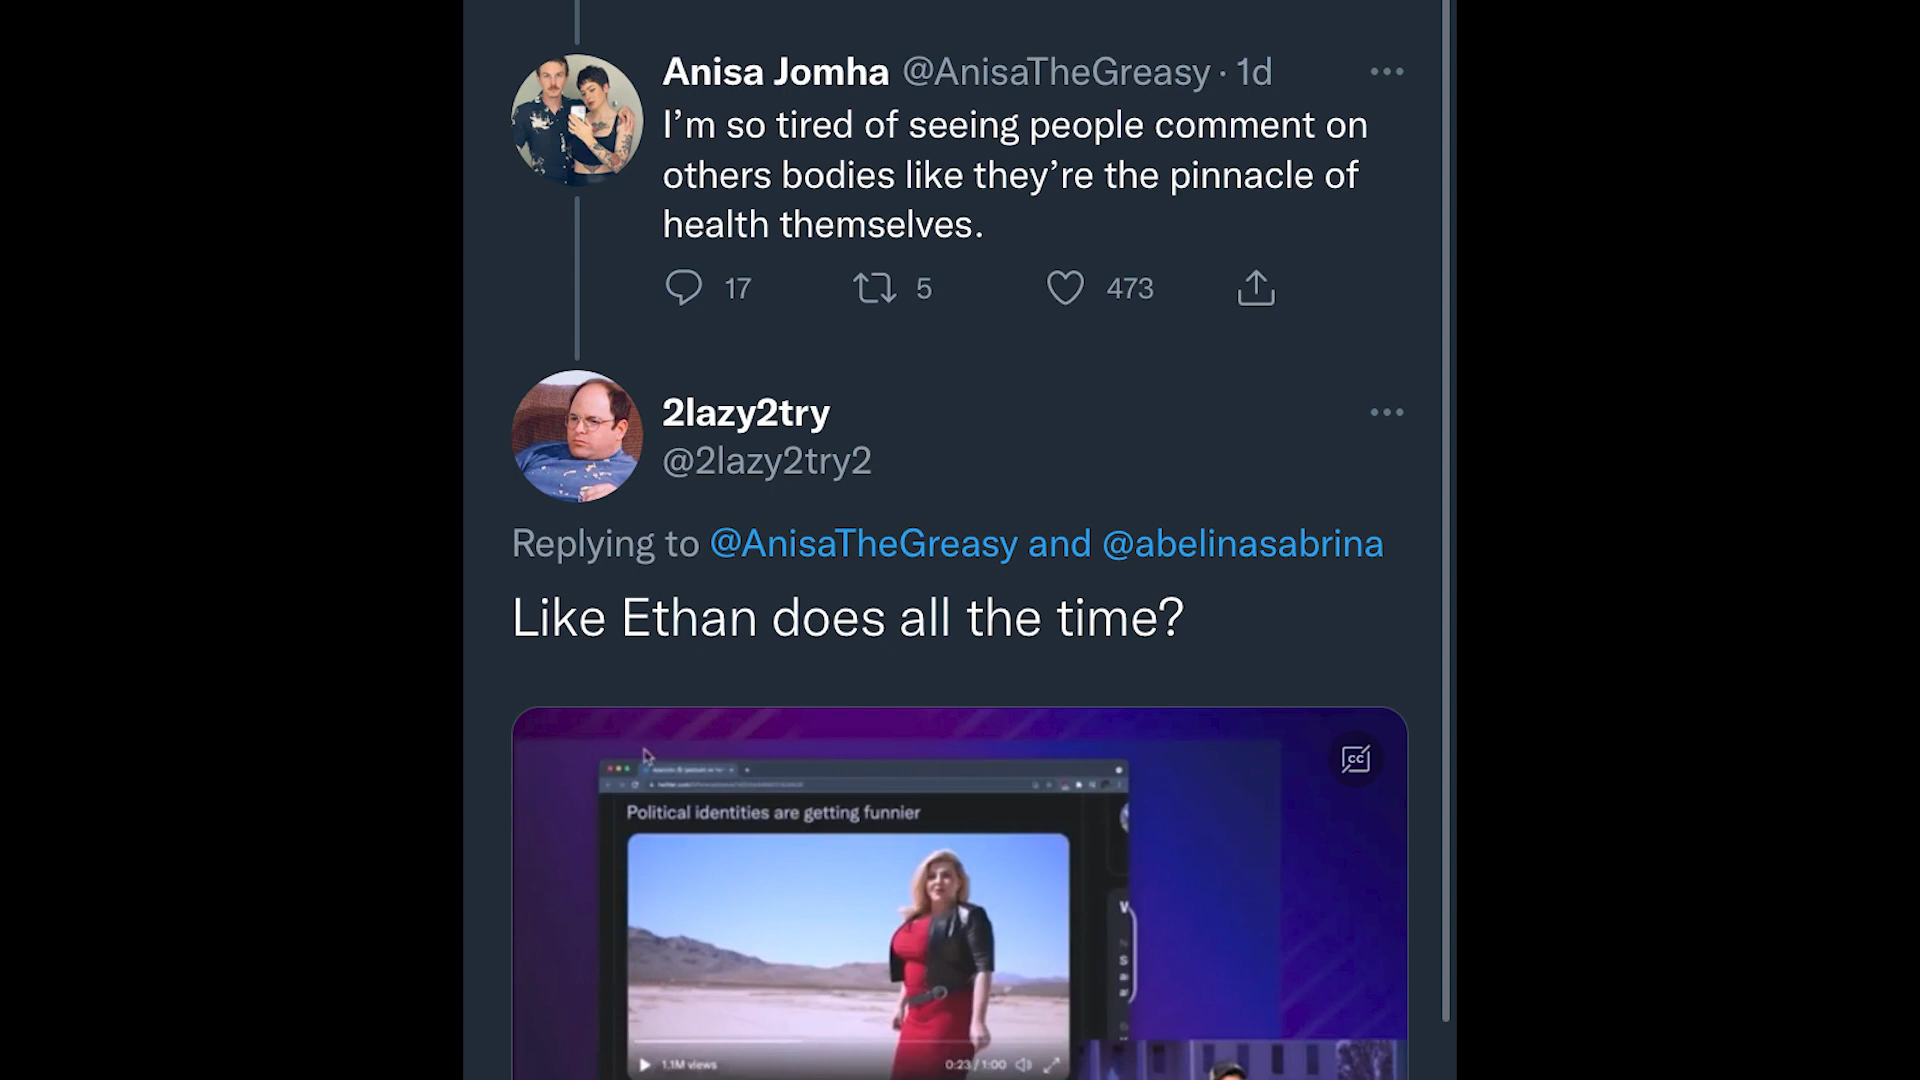 Anisa Jomha @AnisaTheGreasy · 1d
I'm so tired of seeing people comment on
others bodies like they're the pinnacle of
health themselves.
17 5 473
2lazy2try
@2lazy2try2
Replying to @AnisaTheGreasy and @abelinasabrina
Like Ethan does all the time?
CC
Political identities are getting funnier
1.1M views 0:23 / 1:00